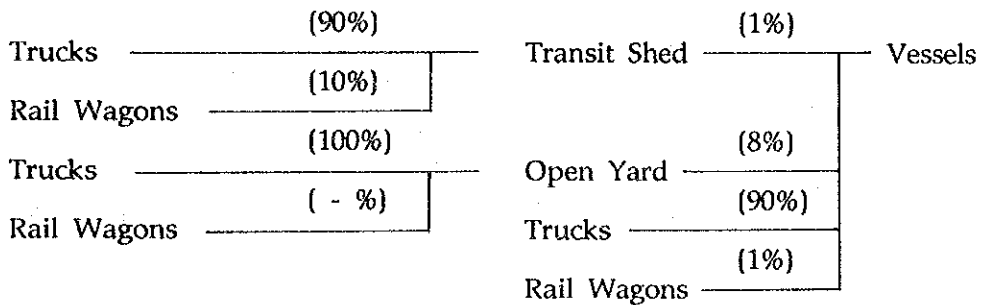 (90%) (1%)
Trucks Transit Shed Vessels
(10%)
Rail Wagons
(100%) (8%)
Trucks Open Yard
( - %) (90%)
Rail Wagons Trucks
(1%)
Rail Wagons